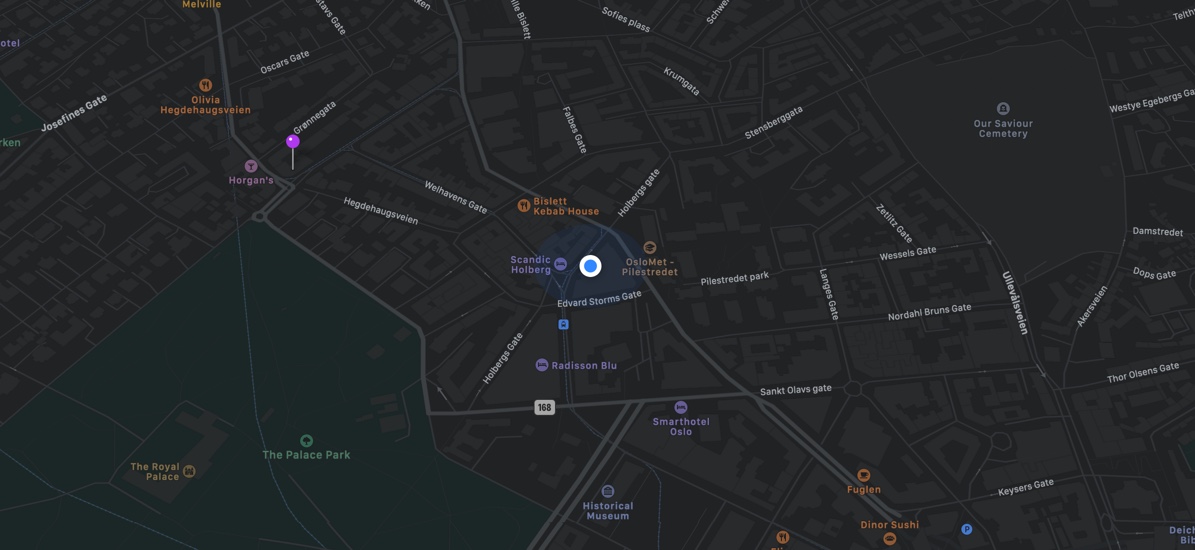 Melville
otel
Oscars Gate
Sofies plass
Krumgata
Olivia
Hegdehaugsveien
Josefines Gate
Grønnegata
Falbes Gate
Stensberggata
Our Saviour
Cemetery
Westye Egebergs Ga
rken
Horgan's
Welhavens Gate
Hegdehaugsveien
Bislett
Kebab House
Holbergs gate
Zetlitz Gate
Damstredet
Scandic
Holberg
OsloMet -
Pilestredet
Wessels Gate
Pilestredet park
Langes Gate
Dops Gate
Akersveien
Ullevålsveien
Edvard Storms Gate
Nordahl Bruns Gate
Holbergs Gate
Radisson Blu
Thor Olsens Gate
Sankt Olavs gate
168
Smarthotel
Oslo
The Palace Park
The Royal
Palace
Fuglen
Keysers Gate
Historical
Museum
Dinor Sushi
P
Deich
Bib